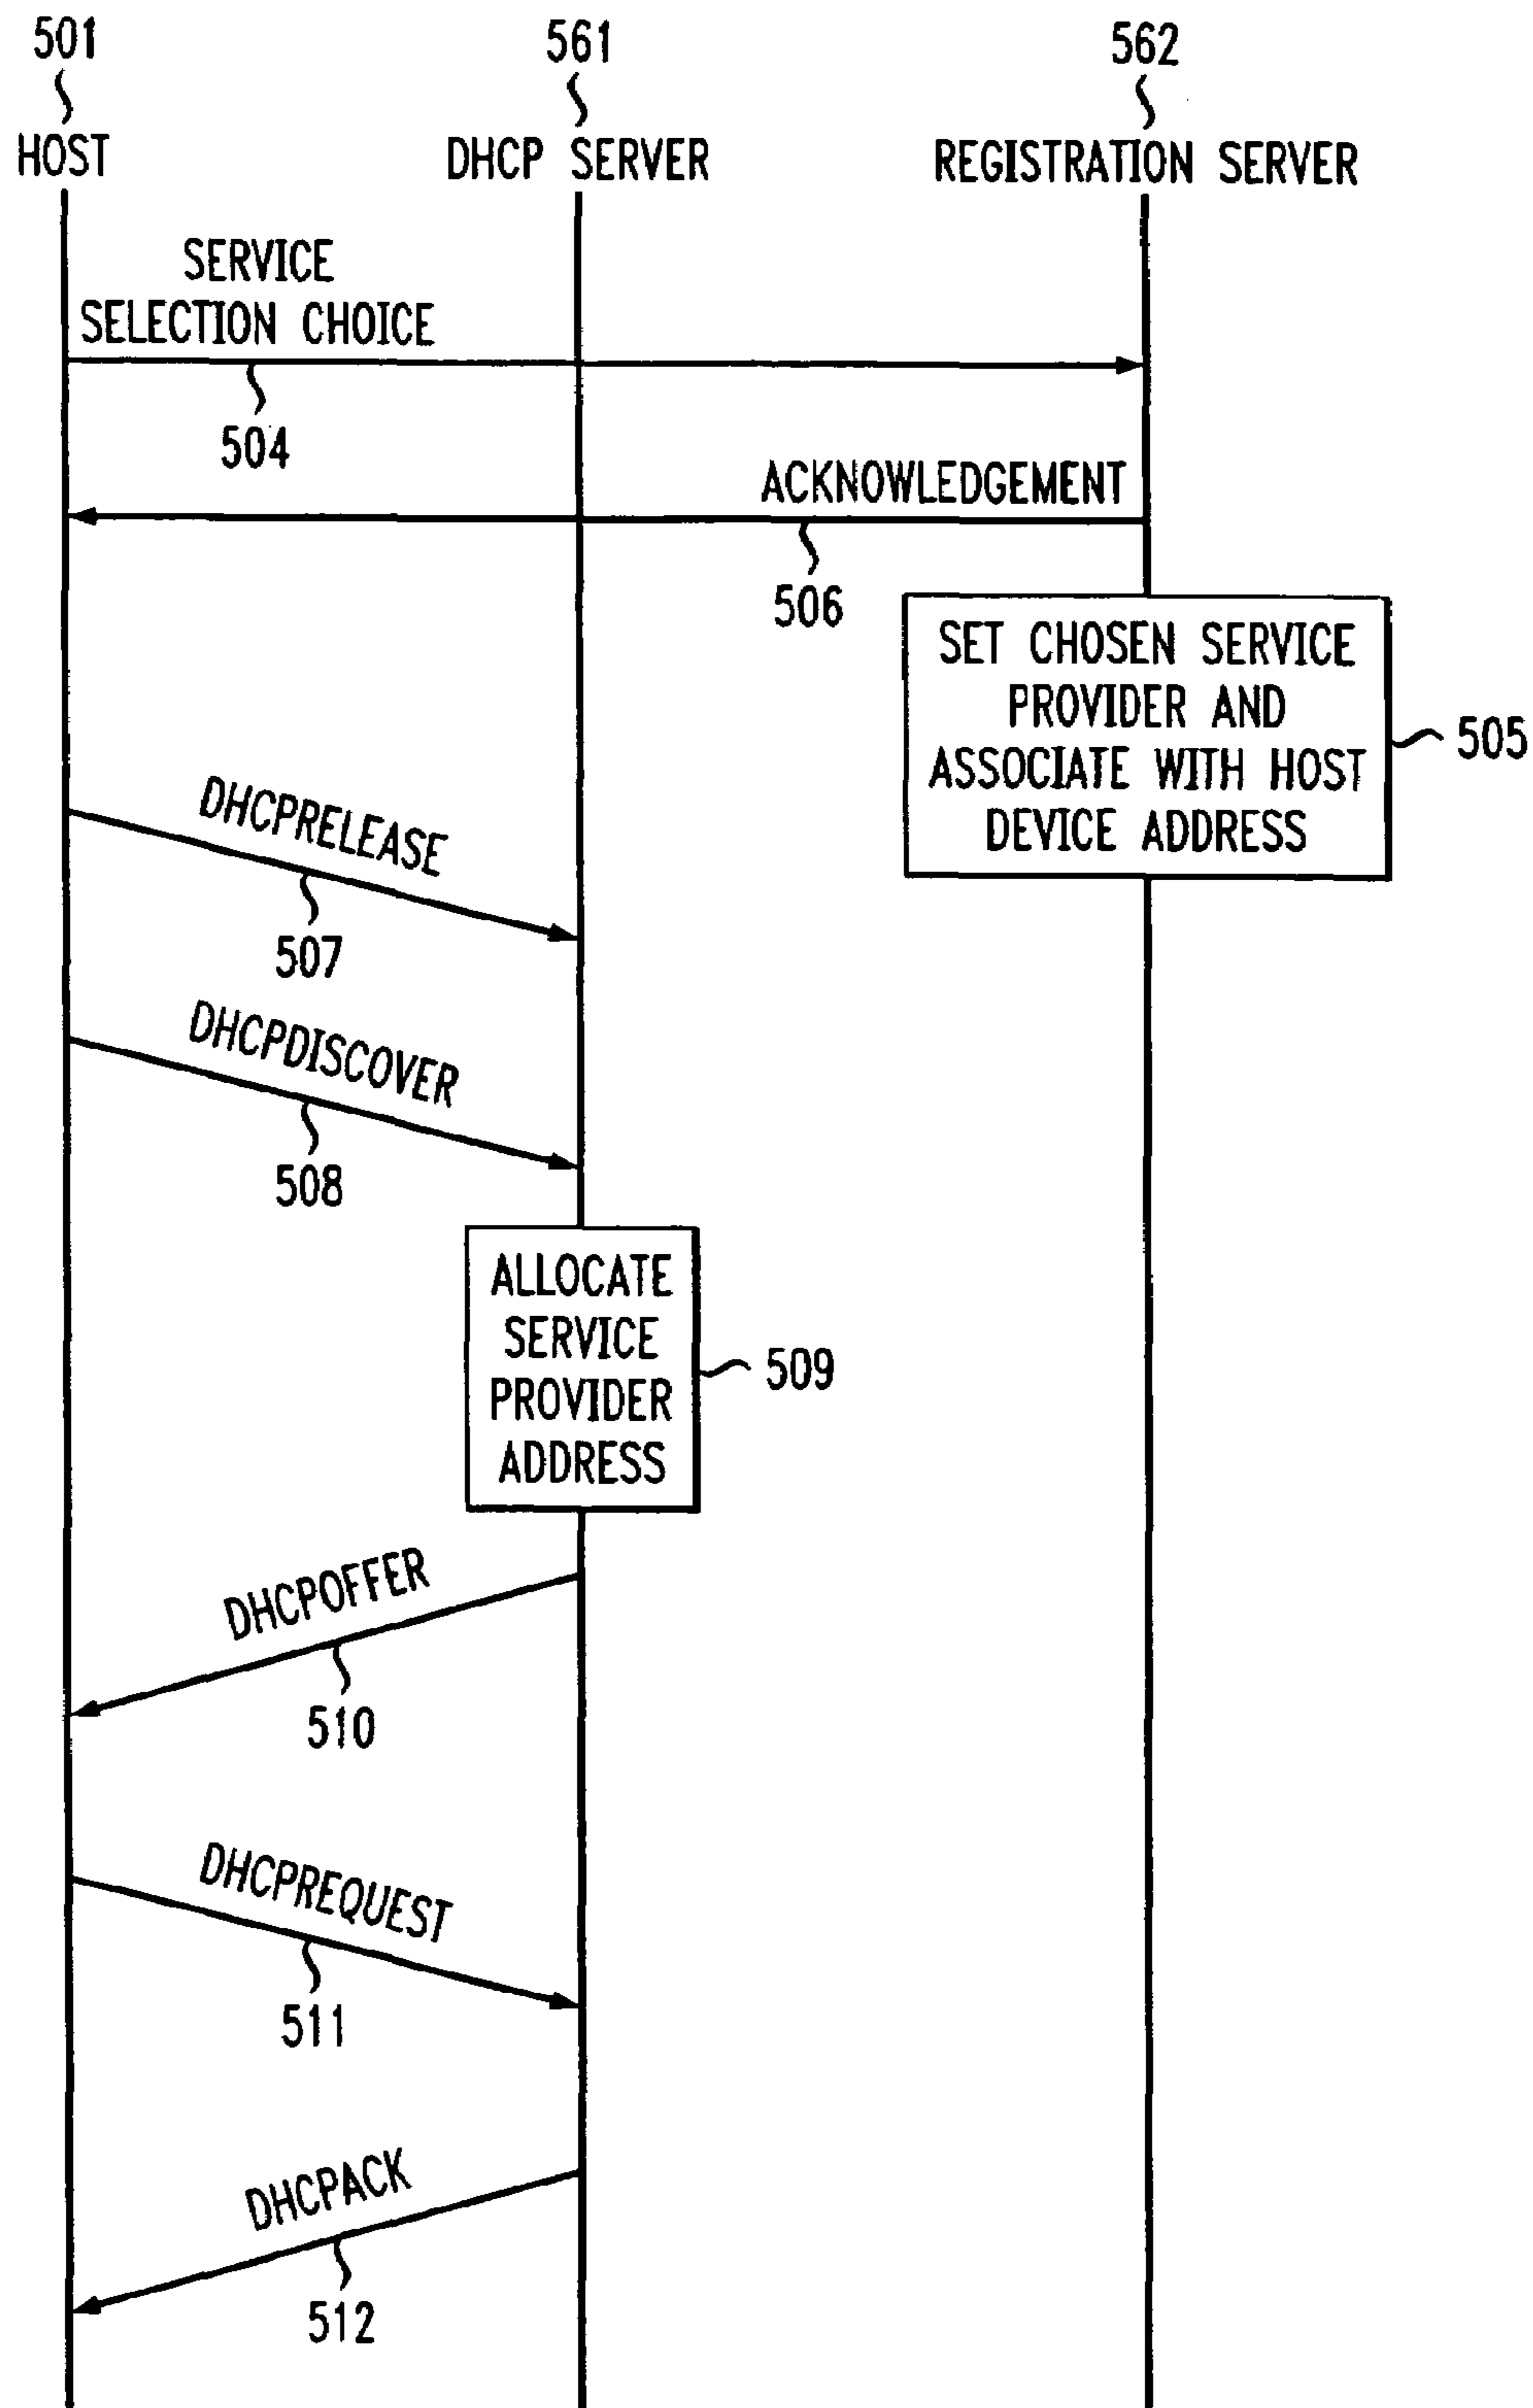 501
561
562
HOST
DHCP SERVER
REGISTRATION SERVER
SERVICE
SELECTION CHOICE
504
ACKNOWLEDGEMENT
506
SET CHOSEN SERVICE
PROVIDER AND
ASSOCIATE WITH HOST
DEVICE ADDRESS
505
DHCPRELEASE
507
DHCPDISCOVER
508
ALLOCATE
SERVICE
PROVIDER
ADDRESS
509
DHCPOFFER
510
DHCPREQUEST
511
DHCPACK
512